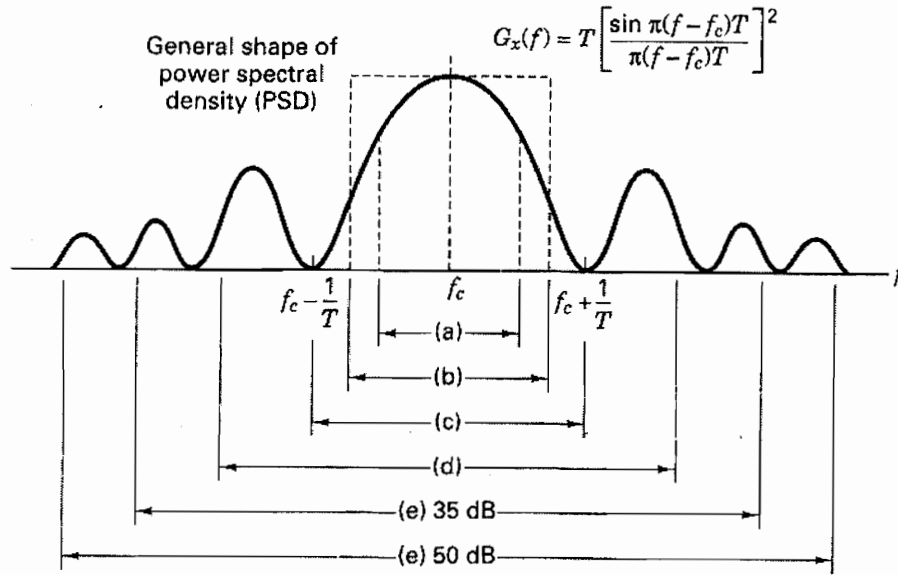 General shape of
power spectral
density (PSD)
G_x(f) = T [ sin π(f − f_c)T / π(f − f_c)T ]²
f_c − 1/T
f_c
f_c + 1/T
f
(a)
(b)
(c)
(d)
(e) 35 dB
(e) 50 dB